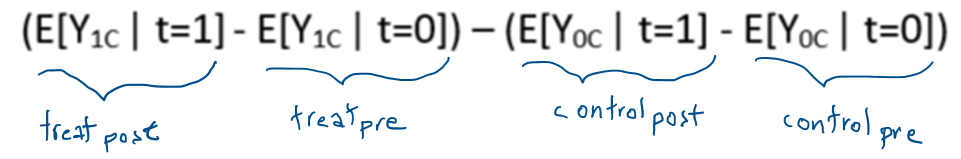 (E[Y₁C | t=1] - E[Y₁C | t=0]) – (E[Y₀C | t=1] - E[Y₀C | t=0])
treat post treat pre control post control pre